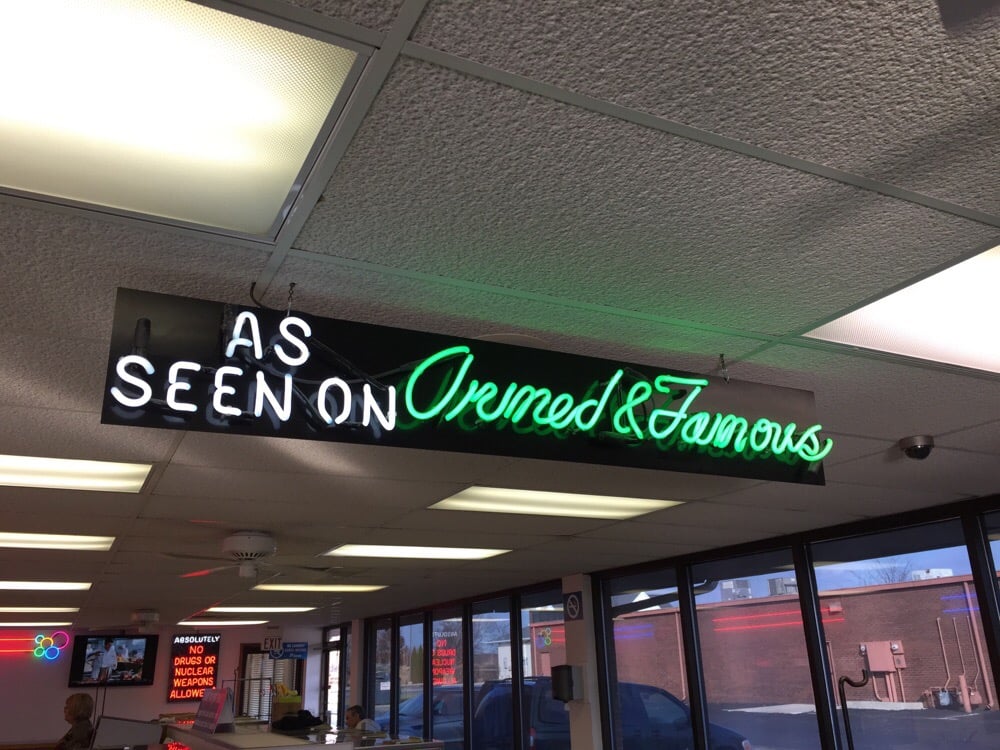 AS
SEEN ON Armed & Famous
ABSOLUTELY
NO
DRUGS OR
NUCLEAR
WEAPONS
ALLOWED
EXIT